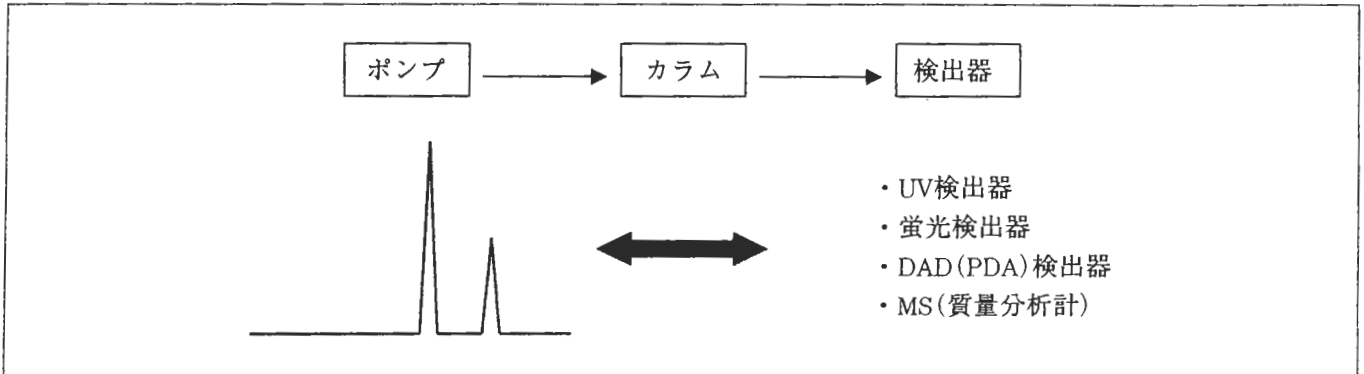 ポンプ
カラム
検出器
・UV検出器
・蛍光検出器
・DAD(PDA)検出器
・MS(質量分析計)